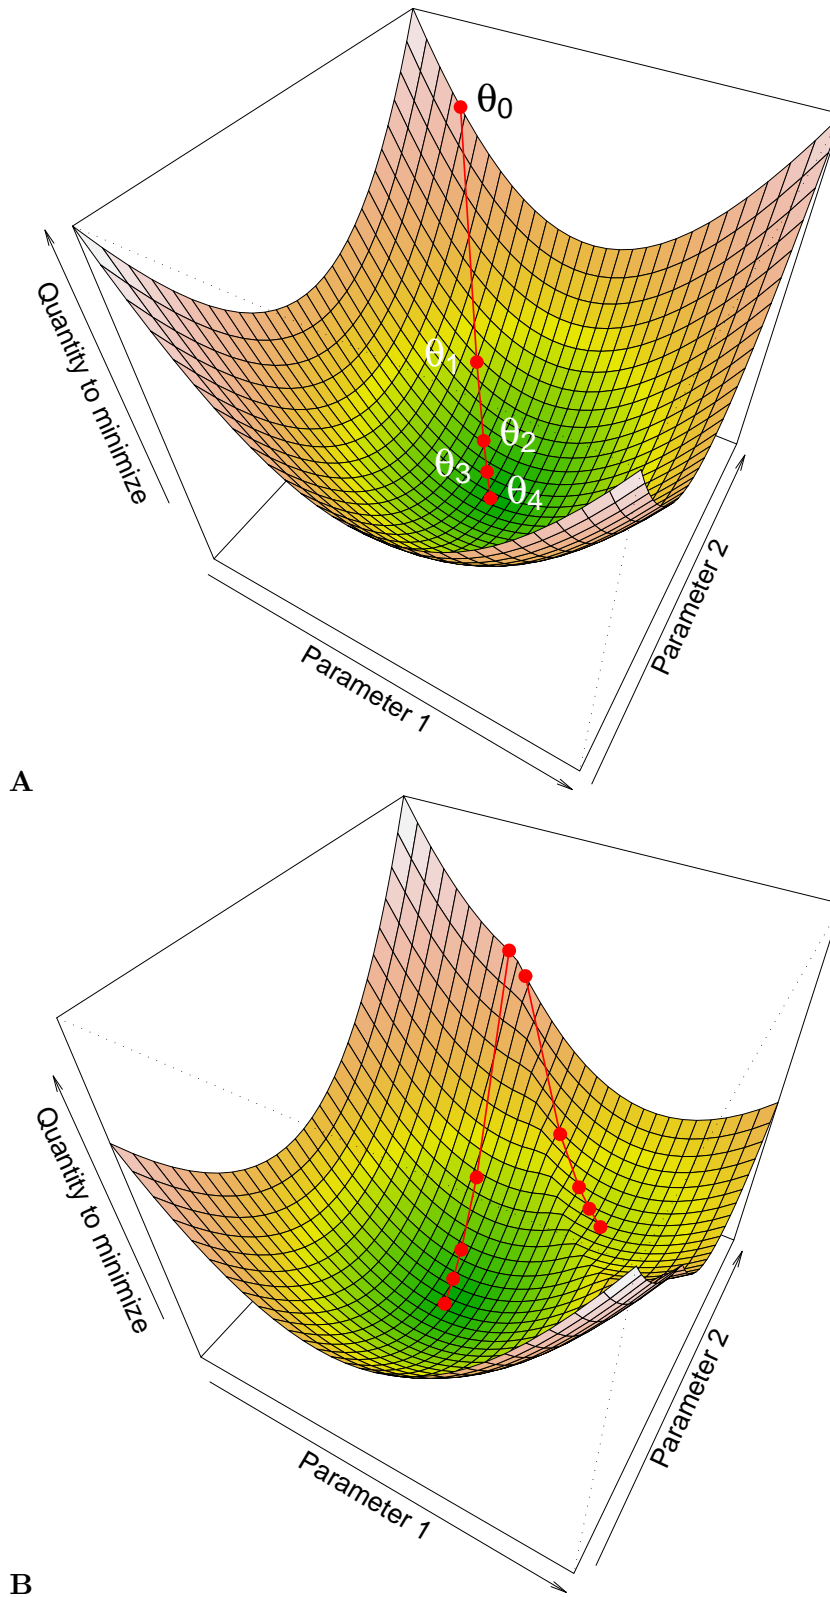 θ0
Quantity to minimize
θ1
θ2
θ3
θ4
Parameter 2
Parameter 1
A
Quantity to minimize
Parameter 2
Parameter 1
B